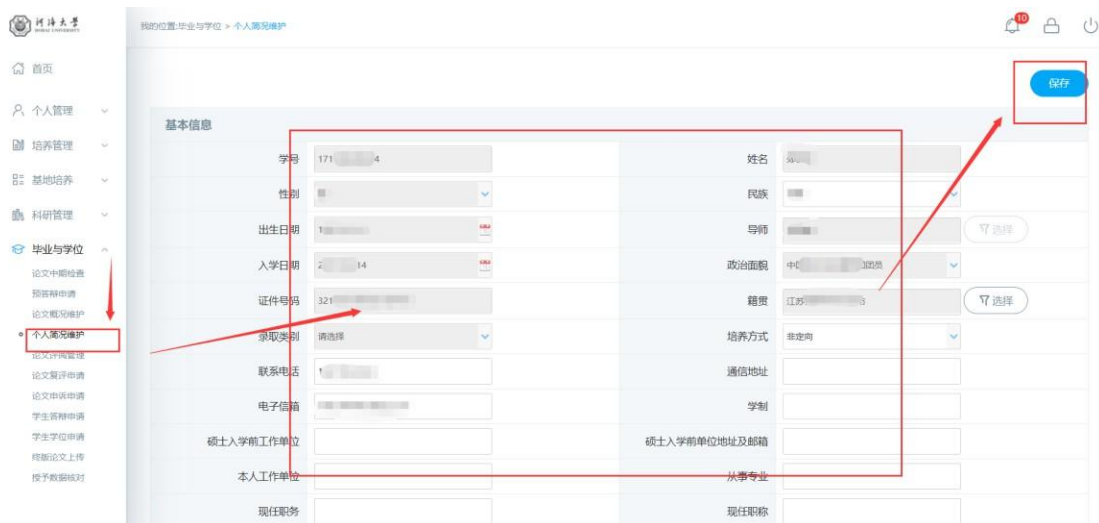 河海大学
HOHAI UNIVERSITY
我的位置:毕业与学位 > 个人简况维护
10
首页
保存
个人管理
基本信息
培养管理
学号 171 4
姓名
基地培养
性别
民族
科研管理
出生日期
导师
选择
毕业与学位
入学日期 2 14
政治面貌 中 团员
论文中期检查
预答辩申请
证件号码 321
籍贯 江苏
选择
论文概况维护
个人简况维护
录取类别 请选择
培养方式 非定向
论文评阅管理
论文复评申请
联系电话 1
通信地址
论文申诉申请
学生答辩申请
电子信箱
学制
学生学位申请
硕士入学前工作单位
硕士入学前单位地址及邮箱
终版论文上传
授予数据核对
本人工作单位
从事专业
现任职务
现任职称